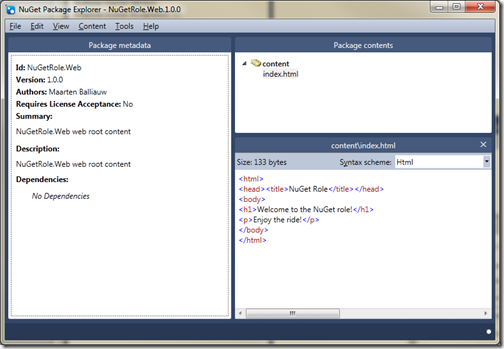 NuGet Package Explorer - NuGetRole.Web.1.0.0
File Edit View Content Tools Help
Package metadata
Id: NuGetRole.Web
Version: 1.0.0
Authors: Maarten Balliauw
Requires License Acceptance: No
Summary:
NuGetRole.Web web root content
Description:
NuGetRole.Web web root content
Dependencies:
No Dependencies
Package contents
content
index.html
content\index.html
Size: 133 bytes Syntax scheme: Html
<html>
<head><title>NuGet Role</title></head>
<body>
<h1>Welcome to the NuGet role!</h1>
<p>Enjoy the ride!</p>
</body>
</html>